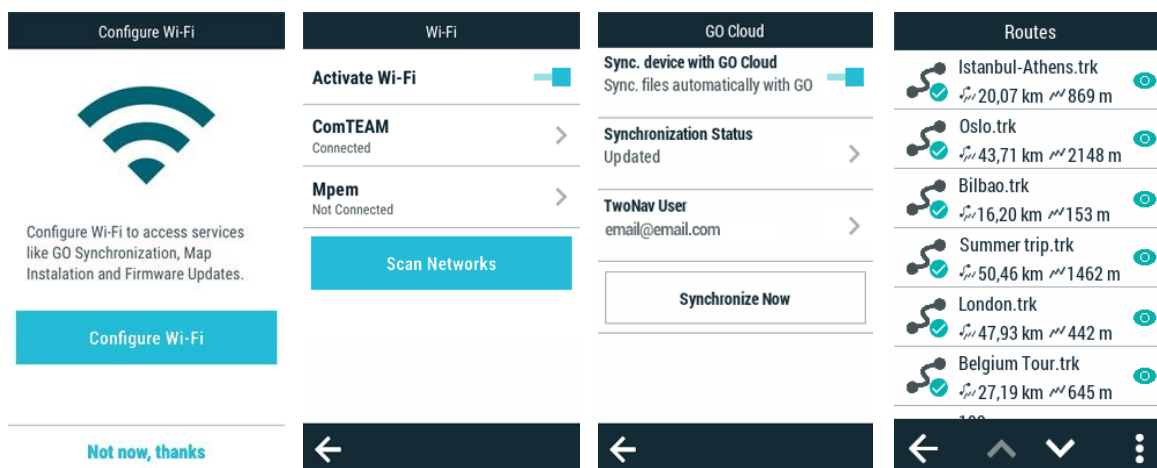 Configure Wi-Fi
Configure Wi-Fi to access services
like GO Synchronization, Map
Instalation and Firmware Updates.
Configure Wi-Fi
Not now, thanks
Wi-Fi
Activate Wi-Fi
ComTEAM
Connected
Mpem
Not Connected
Scan Networks
GO Cloud
Sync. device with GO Cloud
Sync. files automatically with GO
Synchronization Status
Updated
TwoNav User
email@email.com
Synchronize Now
Routes
Istanbul-Athens.trk
20,07 km 869 m
Oslo.trk
43,71 km 2148 m
Bilbao.trk
16,20 km 153 m
Summer trip.trk
50,46 km 1462 m
London.trk
47,93 km 442 m
Belgium Tour.trk
27,19 km 645 m